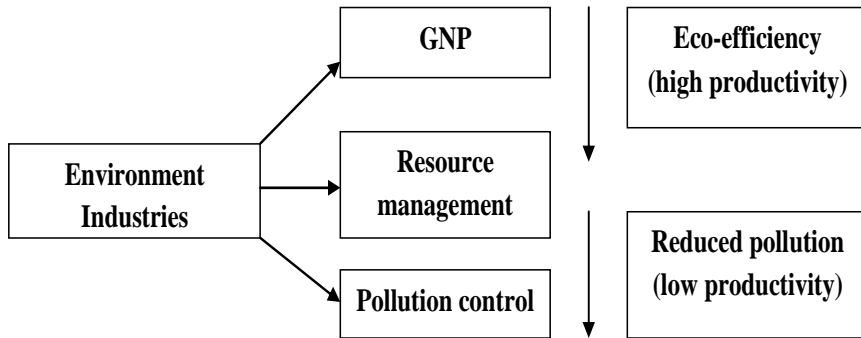 GNP
Eco-efficiency
(high productivity)
Environment
Industries
Resource
management
Pollution control
Reduced pollution
(low productivity)